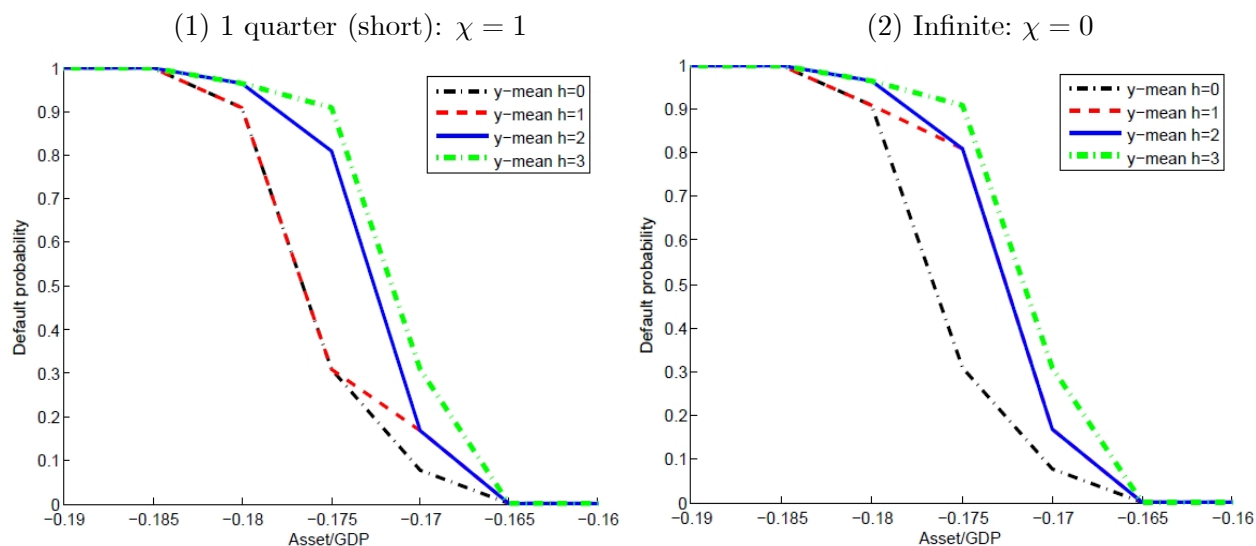 (1) 1 quarter (short): χ = 1
1
0.9
0.8
0.7
0.6
0.5
0.4
0.3
0.2
0.1
0
Default probability
y−mean h=0
y−mean h=1
y−mean h=2
y−mean h=3
−0.19 −0.185 −0.18 −0.175 −0.17 −0.165 −0.16
Asset/GDP
(2) Infinite: χ = 0
1
0.9
0.8
0.7
0.6
0.5
0.4
0.3
0.2
0.1
0
Default probability
y−mean h=0
y−mean h=1
y−mean h=2
y−mean h=3
−0.19 −0.185 −0.18 −0.175 −0.17 −0.165 −0.16
Asset/GDP